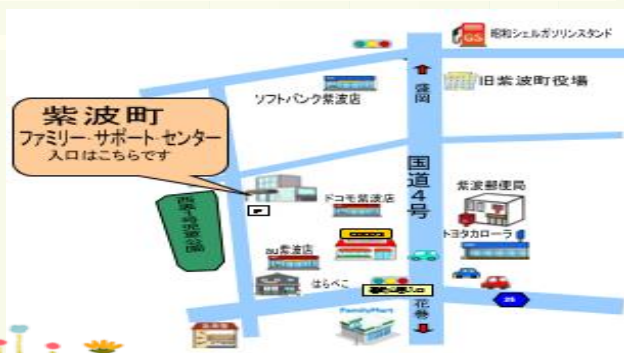 GS
昭和シェルガソリンスタンド
旧紫波町役場
盛岡
ソフトバンク紫波店
紫波町
ファミリー・サポート・センター
入口はこちらです
国道4号
紫波郵便局
ドコモ紫波店
P
トヨタカローラ
COCO'S
au紫波店
はらぺこ
25
花巻
FamilyMart